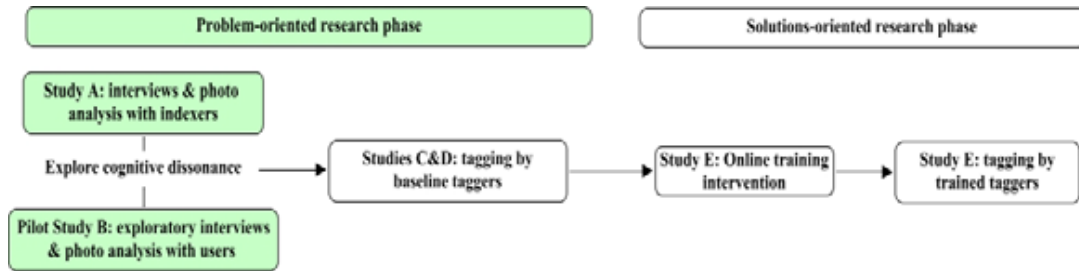 Problem-oriented research phase
Solutions-oriented research phase
Study A: interviews & photo
analysis with indexers
Explore cognitive dissonance
Pilot Study B: exploratory interviews
& photo analysis with users
Studies C&D: tagging by
baseline taggers
Study E: Online training
intervention
Study E: tagging by
trained taggers